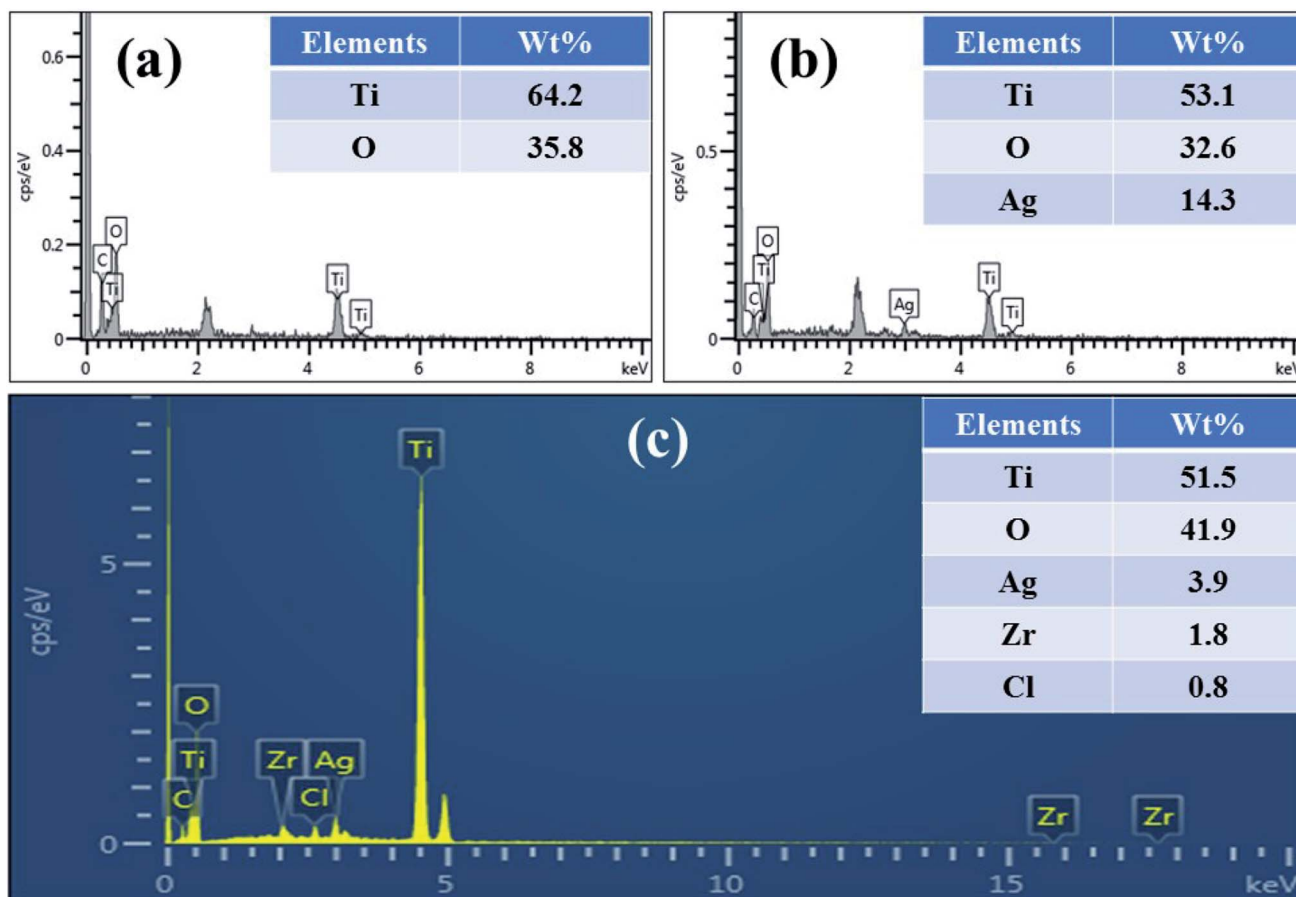 (a)
Elements Wt%
Ti 64.2
O 35.8
0.6
0.4
0.2
0
cps/eV
C
O
Ti
Ti
Ti
0 2 4 6 8 keV
(b)
Elements Wt%
Ti 53.1
O 32.6
Ag 14.3
0.5
0
cps/eV
C
Ti
O
Ag
Ti
Ti
0 2 4 6 8 keV
(c)
Elements Wt%
Ti 51.5
O 41.9
Ag 3.9
Zr 1.8
Cl 0.8
Ti
5
cps/eV
O
Ti
Zr
Ag
C
Cl
Zr
Zr
0
0 5 10 15 keV